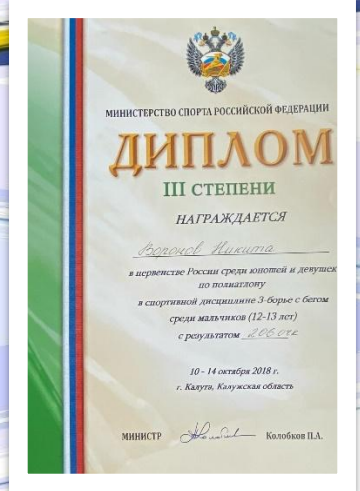 МИНИСТЕРСТВО СПОРТА РОССИЙСКОЙ ФЕДЕРАЦИИ
ДИПЛОМ
III СТЕПЕНИ
НАГРАЖДАЕТСЯ
Воронов Никита
в первенстве России среди юношей и девушек
по полиатлону
в спортивной дисциплине 3-борье с бегом
среди мальчиков (12-13 лет)
с результатом 206 очк
10 - 14 октября 2018 г.
г. Калуга, Калужская область
МИНИСТР Колобков П.А.